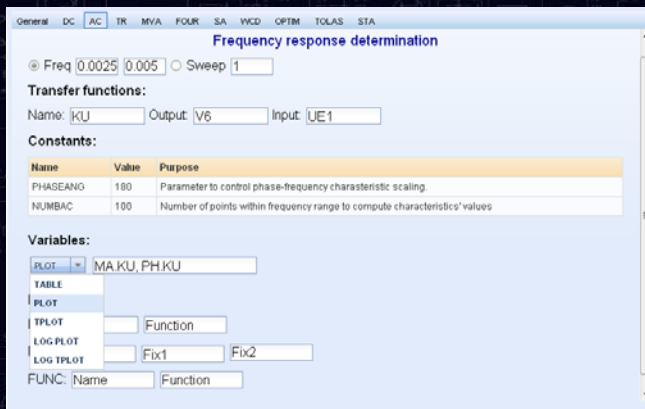 General DC AC TR MVA FOUR SA WCD OPTIM TOLAS STA
Frequency response determination
Freq 0.0025 0.005 Sweep 1
Transfer functions:
Name: KU Output: V6 Input: UE1
Constants:
Name Value Purpose
PHASEANG 180 Parameter to control phase-frequency charasteristic scaling.
NUMBAC 100 Number of points within frequency range to compute characteristics' values
Variables:
PLOT MA.KU, PH.KU
TABLE
PLOT
TPLOT Function
LOG PLOT
LOG TPLOT Fix1 Fix2
FUNC: Name Function